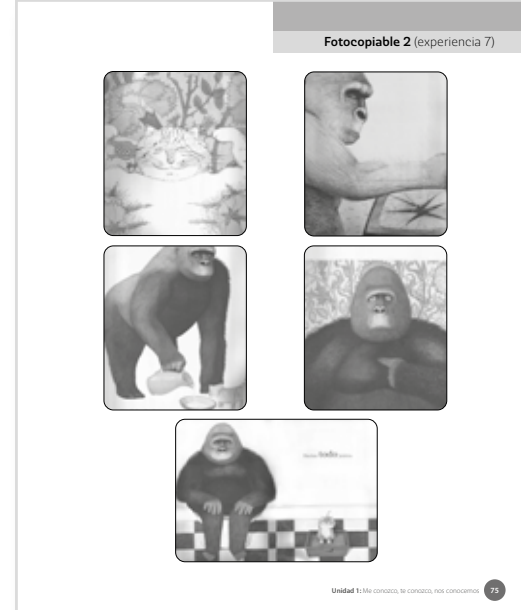 Fotocopiable 2 (experiencia 7)
todo
Unidad 1: Me conozco, te conozco, nos conocemos 75